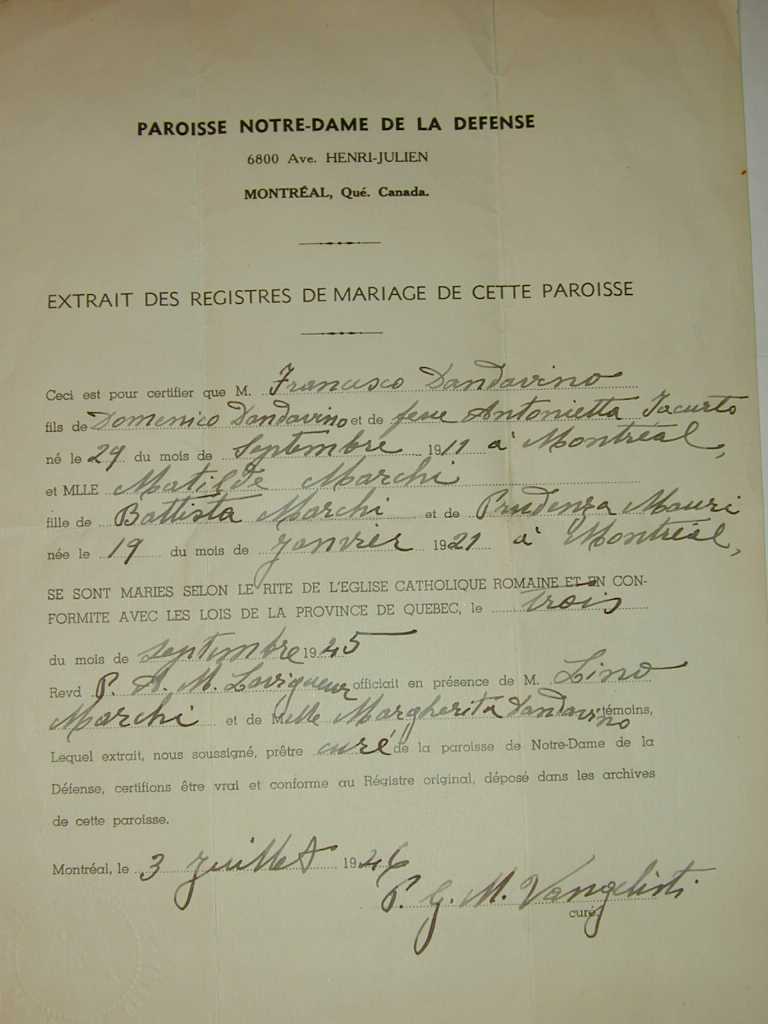 PAROISSE NOTRE-DAME DE LA DEFENSE
6800 Ave. HENRI-JULIEN
MONTRÉAL, Qué. Canada.
EXTRAIT DES REGISTRES DE MARIAGE DE CETTE PAROISSE
Ceci est pour certifier que M. Francesco Dandavino
fils de Domenico Dandavino et de feue Antonietta Iacurto
né le 29 du mois de Septembre 1911 à Montréal,
et MLLE Matilde Marchi
fille de Battista Marchi et de Prudenza Mauri
née le 19 du mois de janvier 1921 à Montréal,
SE SONT MARIES SELON LE RITE DE L'EGLISE CATHOLIQUE ROMAINE ET EN CON-
FORMITE AVEC LES LOIS DE LA PROVINCE DE QUEBEC, le trois
du mois de septembre 1945
Revd P. A. M. Lavigueur officiait en présence de M. Lino
Marchi et de Melle Margherita Dandavino témoins,
Lequel extrait, nous soussigné, prêtre curé de la paroisse de Notre-Dame de la
Défense, certifions être vrai et conforme au Régistre original, déposé dans les archives
de cette paroisse.
Montréal, le 3 juillet 1946
P. G. M. Vangelisti
curé